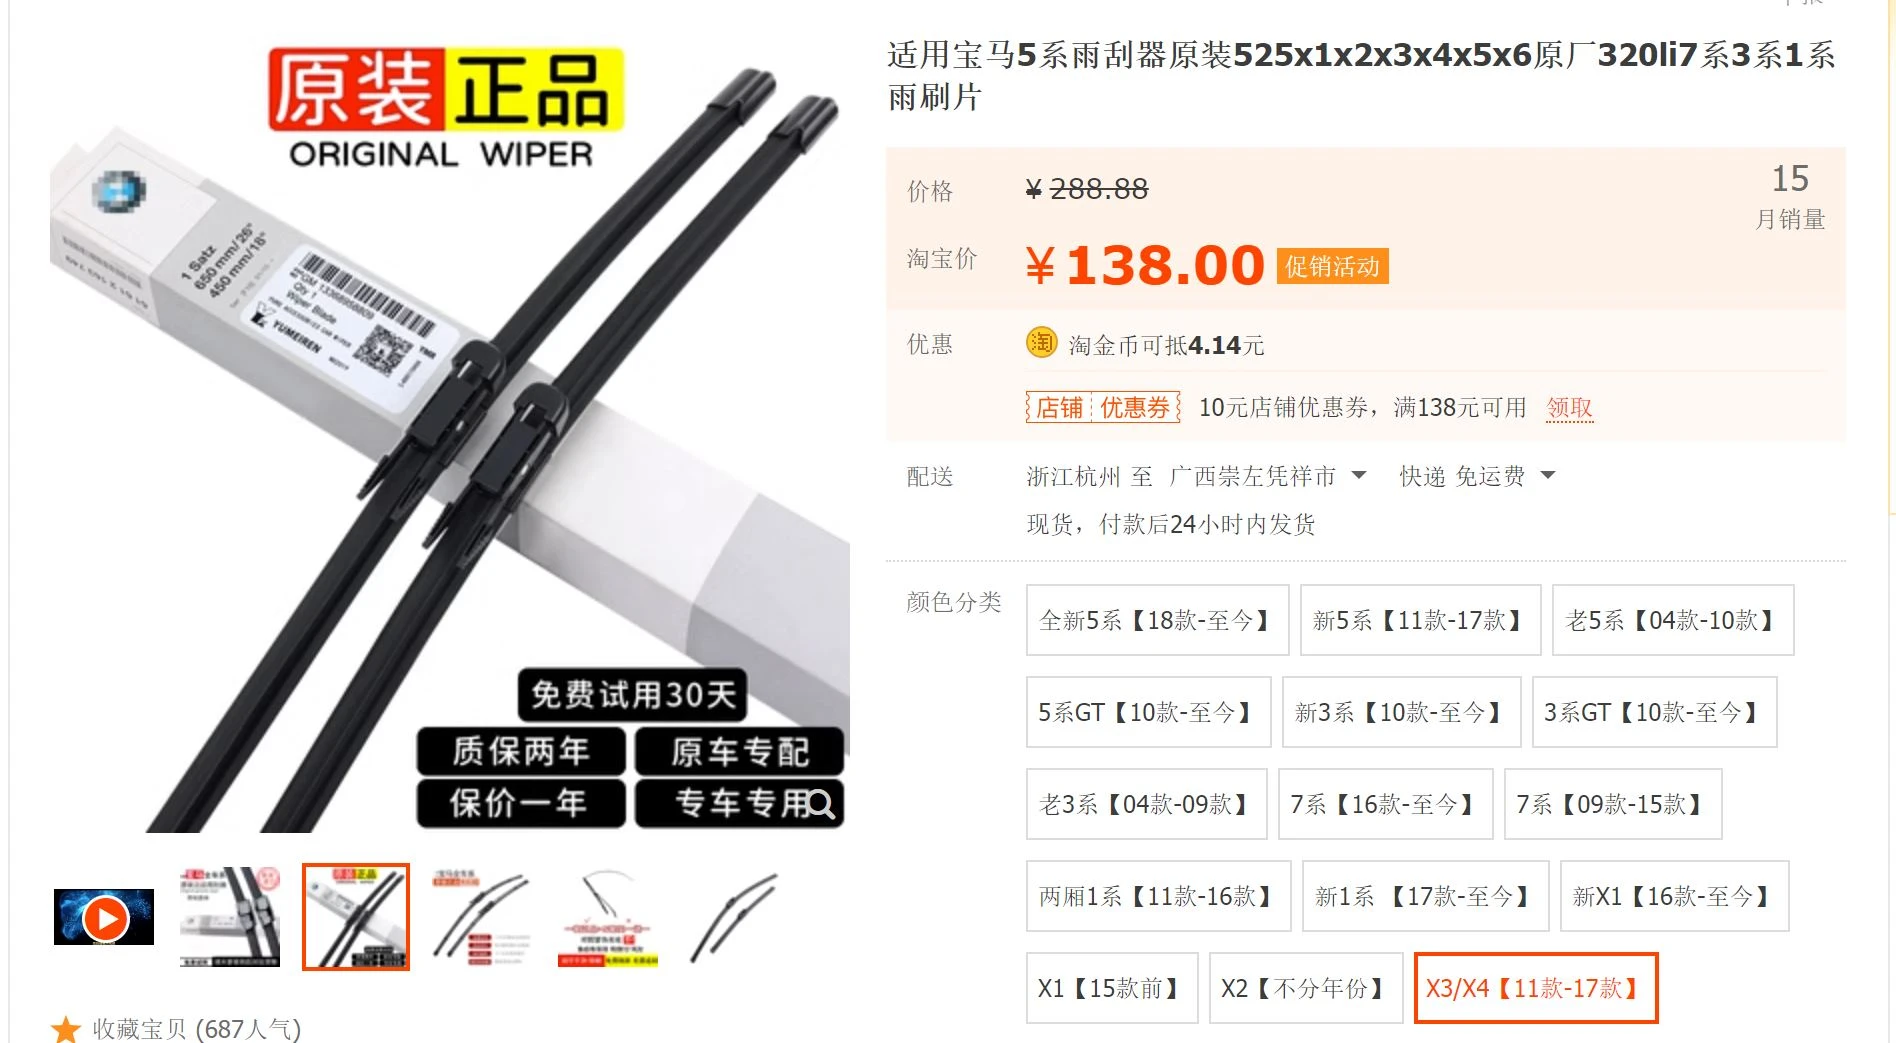 原装正品
ORIGINAL WIPER
1 Satz
650 mm/26"
450 mm/18"
Qty 1
Wiper Blade
YUMEIREN
免费试用30天
质保两年
原车专配
保价一年
专车专用
收藏宝贝 (687人气)
适用宝马5系雨刮器原装525x1x2x3x4x5x6原厂320li7系3系1系
雨刷片
价格
¥ 288.88
15
月销量
淘宝价
¥138.00
促销活动
优惠
淘
淘金币可抵4.14元
店铺 优惠券
10元店铺优惠券，满138元可用
领取
配送
浙江杭州 至 广西崇左凭祥市
快递 免运费
现货，付款后24小时内发货
颜色分类
全新5系【18款-至今】
新5系【11款-17款】
老5系【04款-10款】
5系GT【10款-至今】
新3系【10款-至今】
3系GT【10款-至今】
老3系【04款-09款】
7系【16款-至今】
7系【09款-15款】
两厢1系【11款-16款】
新1系 【17款-至今】
新X1【16款-至今】
X1【15款前】
X2【不分年份】
X3/X4【11款-17款】